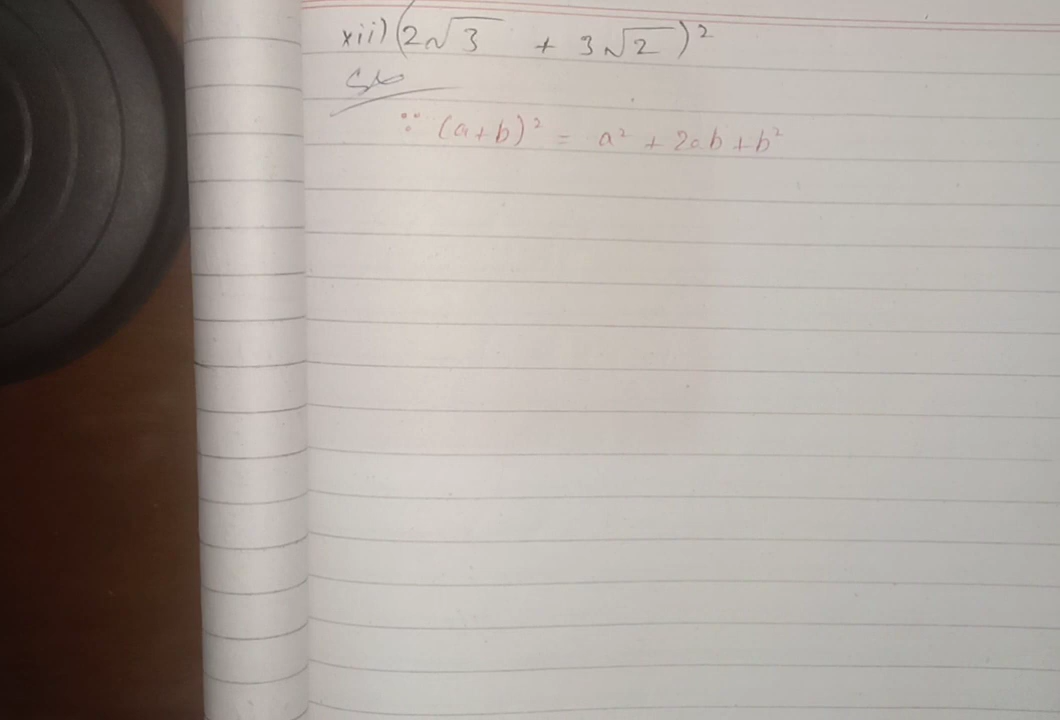 xii) (2√3 + 3√2)²
Sol
∵ (a+b)² = a² + 2ab + b²